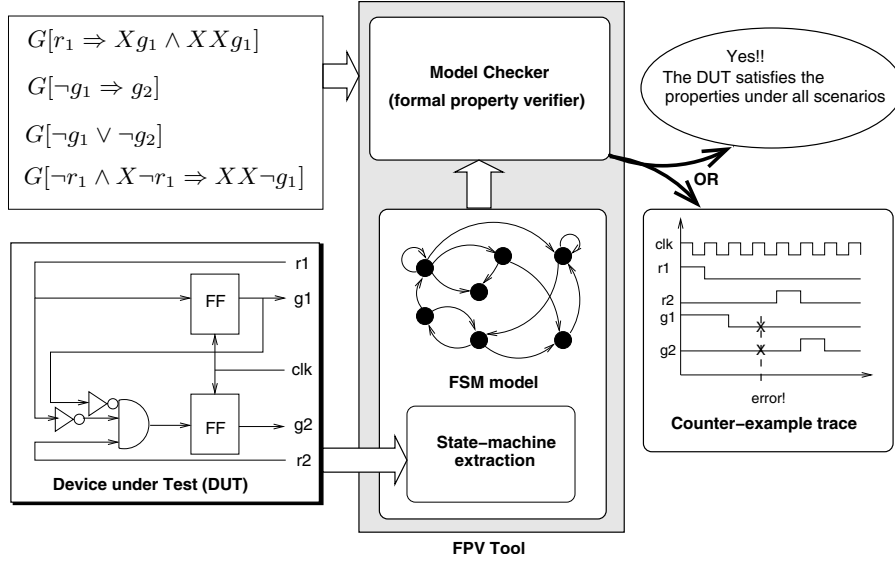 G[r₁ ⇒ Xg₁ ∧ XXg₁]
G[¬g₁ ⇒ g₂]
G[¬g₁ ∨ ¬g₂]
G[¬r₁ ∧ X¬r₁ ⇒ XX¬g₁]
Model Checker
(formal property verifier)
Yes!!
The DUT satisfies the
properties under all scenarios
OR
r1
FF
g1
clk
FF
g2
r2
Device under Test (DUT)
FSM model
State−machine
extraction
FPV Tool
clk
r1
r2
g1
X
g2
X
error!
Counter−example trace